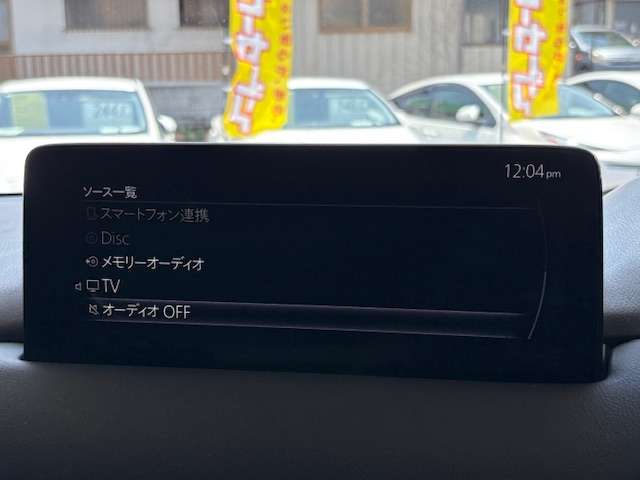 12:04pm
ソース一覧
スマートフォン連携
Disc
メモリーオーディオ
TV
オーディオ OFF